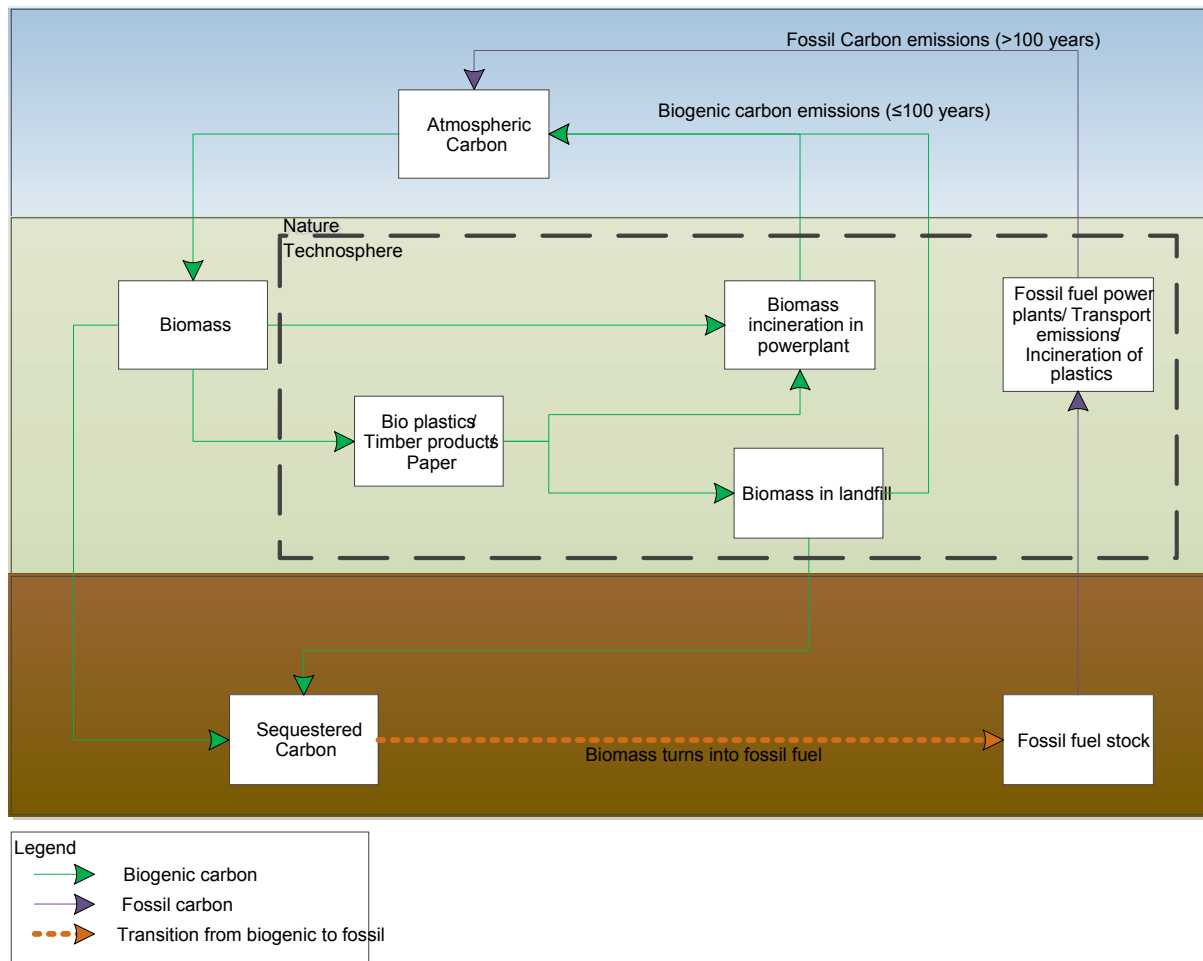 Fossil Carbon emissions (>100 years)
Biogenic carbon emissions (≤100 years)
Atmospheric
Carbon
Nature
Technosphere
Biomass
Biomass
incineration in
powerplant
Fossil fuel power
plants/ Transport
emissions/
Incineration of
plastics
Bio plastics/
Timber products/
Paper
Biomass in landfill
Sequestered
Carbon
Biomass turns into fossil fuel
Fossil fuel stock
Legend
Biogenic carbon
Fossil carbon
Transition from biogenic to fossil